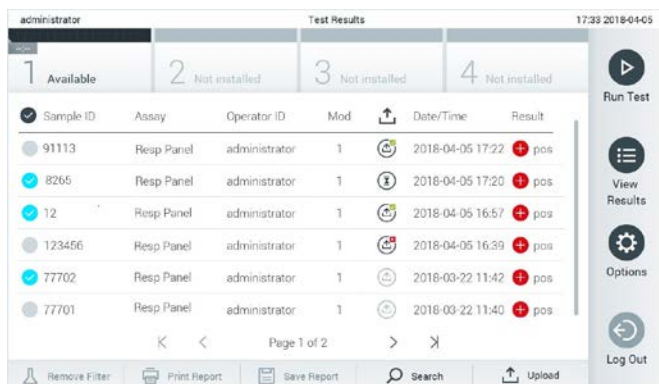 administrator Test Results 17:33 2018-04-05
1 Available 2 Not installed 3 Not installed 4 Not installed
Run Test
Sample ID Assay Operator ID Mod Date/Time Result
91113 Resp Panel administrator 1 2018-04-05 17:22 pos
8265 Resp Panel administrator 1 2018-04-05 17:20 pos
View
Results
12 Resp Panel administrator 1 2018-04-05 16:57 pos
123456 Resp Panel administrator 1 2018-04-05 16:39 pos
Options
77702 Resp Panel administrator 1 2018-03-22 11:42 pos
77701 Resp Panel administrator 1 2018-03-22 11:40 pos
Page 1 of 2
Log Out
Remove Filter Print Report Save Report Search Upload